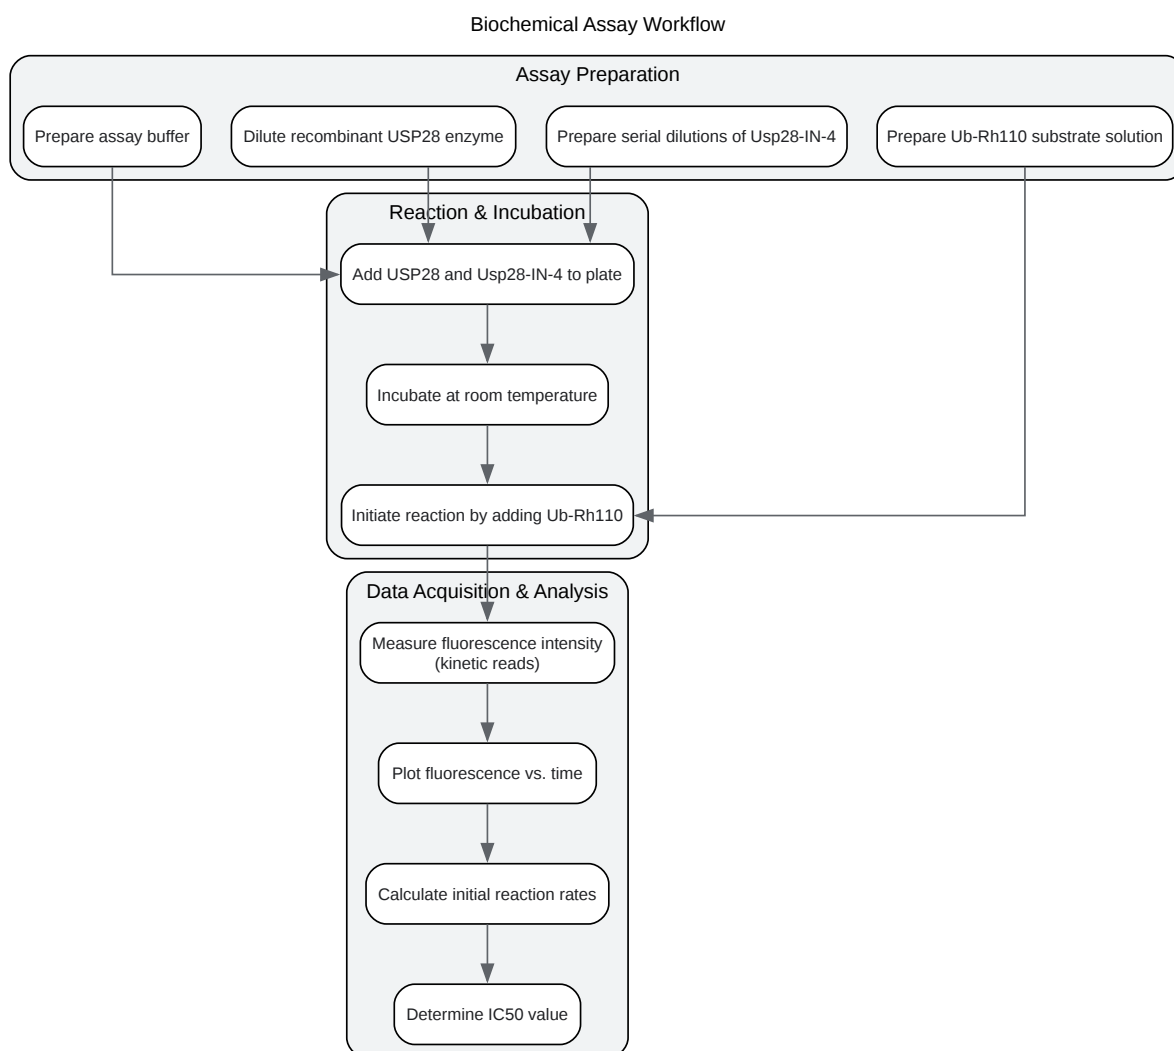 Biochemical Assay Workflow
Assay Preparation
Prepare assay buffer
Dilute recombinant USP28 enzyme
Prepare serial dilutions of Usp28-IN-4
Prepare Ub-Rh110 substrate solution
Reaction & Incubation
Add USP28 and Usp28-IN-4 to plate
Incubate at room temperature
Initiate reaction by adding Ub-Rh110
Data Acquisition & Analysis
Measure fluorescence intensity
(kinetic reads)
Plot fluorescence vs. time
Calculate initial reaction rates
Determine IC50 value